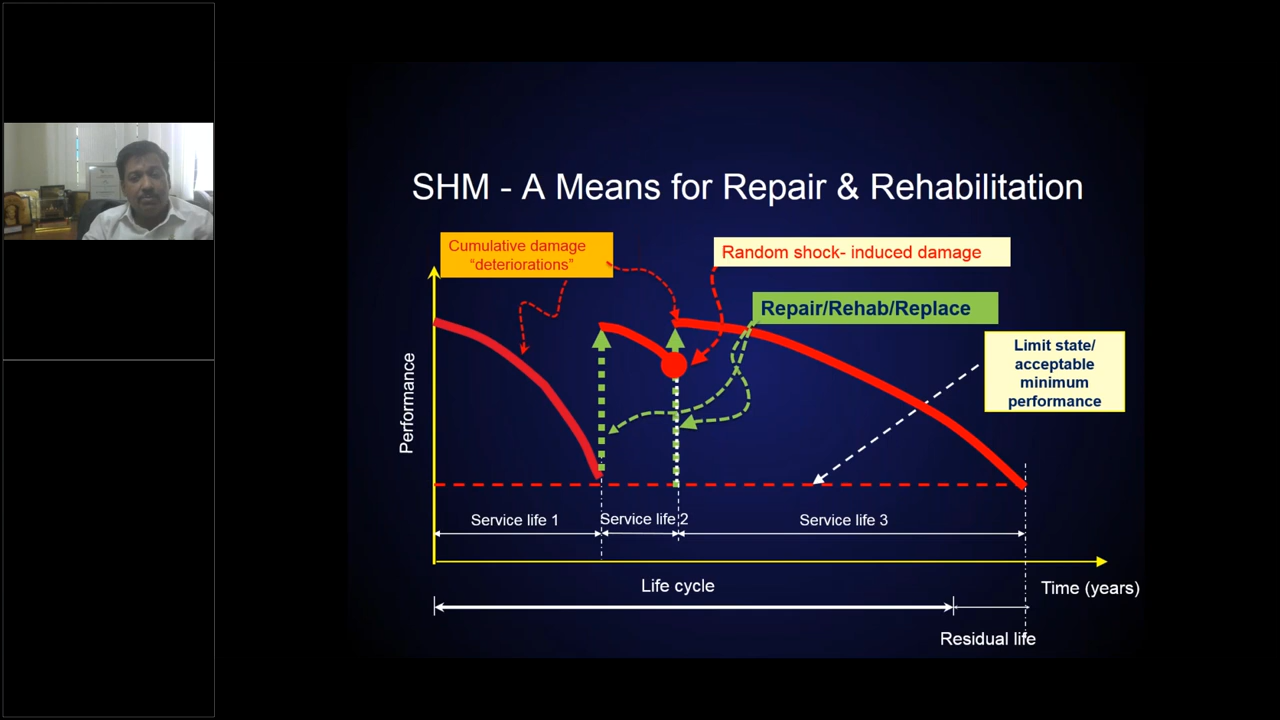 SHM - A Means for Repair & Rehabilitation
Cumulative damage
“deteriorations”
Random shock- induced damage
Repair/Rehab/Replace
Limit state/
acceptable
minimum
performance
Performance
Service life 1
Service life 2
Service life 3
Life cycle
Time (years)
Residual life